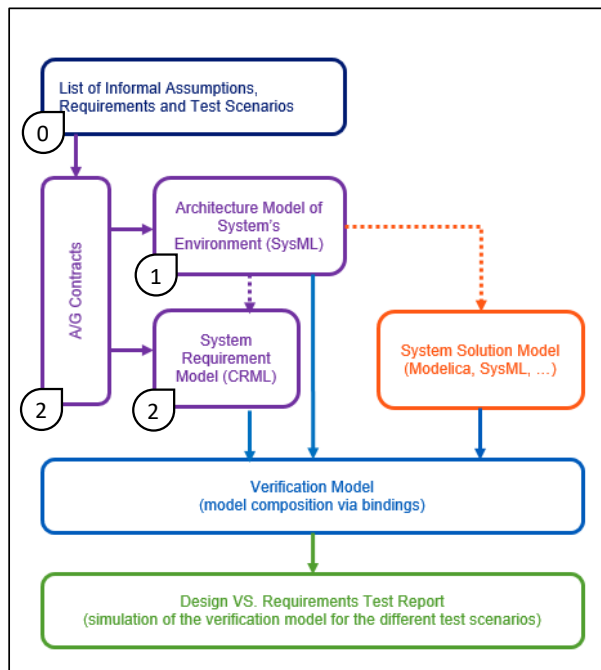 List of Informal Assumptions,
Requirements and Test Scenarios
0
A/G Contracts
2
Architecture Model of
System's
Environment (SysML)
1
System
Requirement
Model (CRML)
2
System Solution Model
(Modelica, SysML, …)
Verification Model
(model composition via bindings)
Design VS. Requirements Test Report
(simulation of the verification model for the different test scenarios)